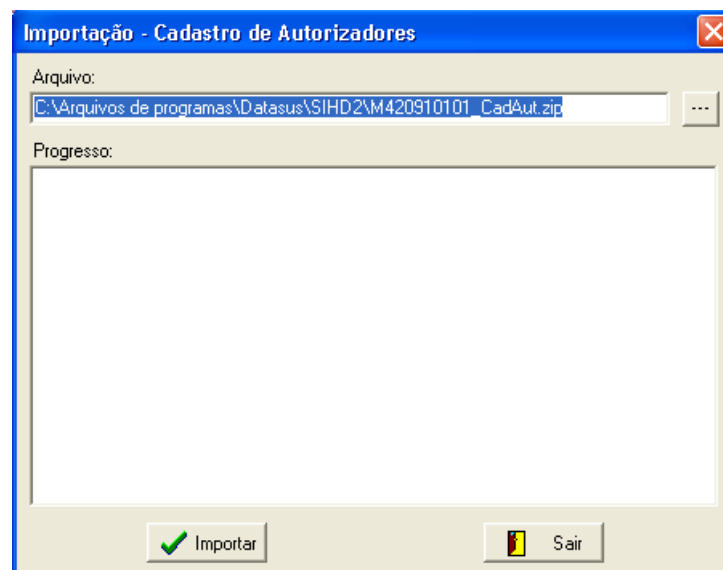 Importação - Cadastro de Autorizadores
Arquivo:
C:\Arquivos de programas\Datasus\SIHD2\M420910101_CadAut.zip
...
Progresso:
Importar
Sair